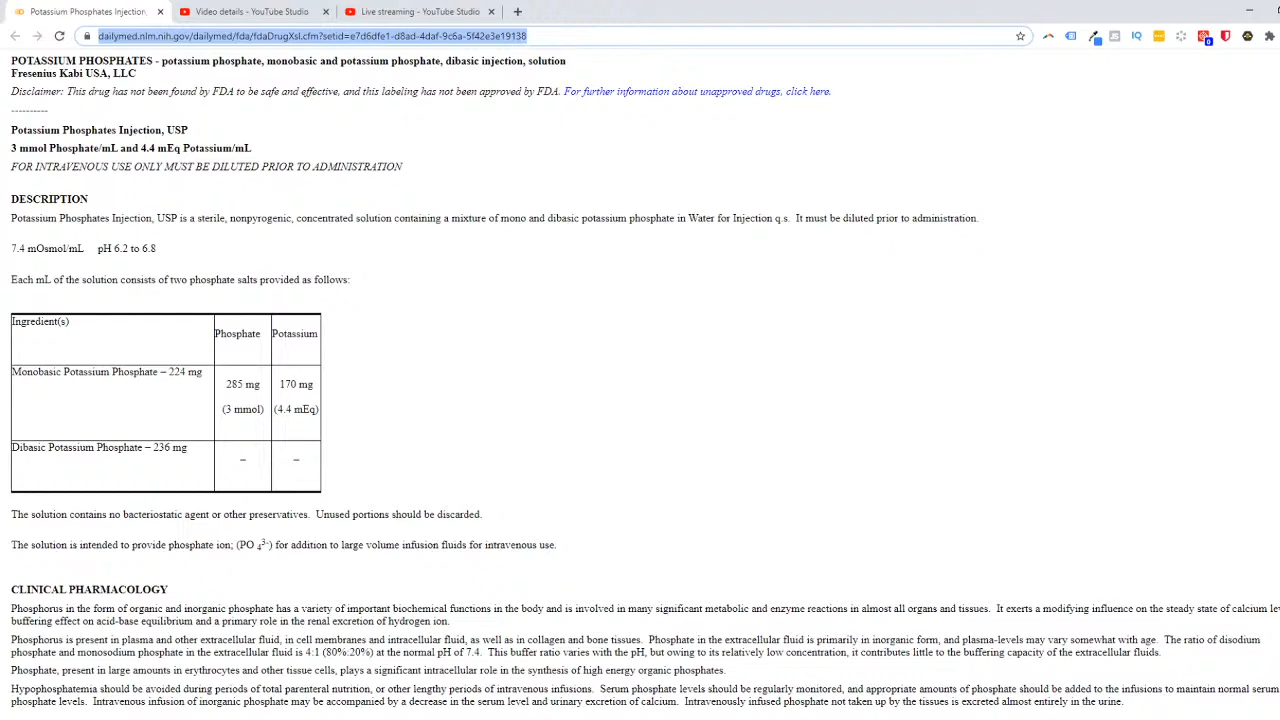 Potassium Phosphates Injection,
Video details - YouTube Studio
Live streaming - YouTube Studio
dailymed.nlm.nih.gov/dailymed/fda/fdaDrugXsl.cfm?setid=e7d6dfe1-d8ad-4daf-9c6a-5f42e3e19138
POTASSIUM PHOSPHATES - potassium phosphate, monobasic and potassium phosphate, dibasic injection, solution
Fresenius Kabi USA, LLC
Disclaimer: This drug has not been found by FDA to be safe and effective, and this labeling has not been approved by FDA. For further information about unapproved drugs, click here.
----------
Potassium Phosphates Injection, USP
3 mmol Phosphate/mL and 4.4 mEq Potassium/mL
FOR INTRAVENOUS USE ONLY MUST BE DILUTED PRIOR TO ADMINISTRATION
DESCRIPTION
Potassium Phosphates Injection, USP is a sterile, nonpyrogenic, concentrated solution containing a mixture of mono and dibasic potassium phosphate in Water for Injection q.s. It must be diluted prior to administration.
7.4 mOsmol/mL pH 6.2 to 6.8
Each mL of the solution consists of two phosphate salts provided as follows:
Ingredient(s)
Phosphate Potassium
Monobasic Potassium Phosphate – 224 mg
285 mg 170 mg
(3 mmol) (4.4 mEq)
Dibasic Potassium Phosphate – 236 mg
– –
The solution contains no bacteriostatic agent or other preservatives. Unused portions should be discarded.
The solution is intended to provide phosphate ion; (PO 4 3-) for addition to large volume infusion fluids for intravenous use.
CLINICAL PHARMACOLOGY
Phosphorus in the form of organic and inorganic phosphate has a variety of important biochemical functions in the body and is involved in many significant metabolic and enzyme reactions in almost all organs and tissues. It exerts a modifying influence on the steady state of calcium le
buffering effect on acid-base equilibrium and a primary role in the renal excretion of hydrogen ion.
Phosphorus is present in plasma and other extracellular fluid, in cell membranes and intracellular fluid, as well as in collagen and bone tissues. Phosphate in the extracellular fluid is primarily in inorganic form, and plasma-levels may vary somewhat with age. The ratio of disodium
phosphate and monosodium phosphate in the extracellular fluid is 4:1 (80%:20%) at the normal pH of 7.4. This buffer ratio varies with the pH, but owing to its relatively low concentration, it contributes little to the buffering capacity of the extracellular fluids.
Phosphate, present in large amounts in erythrocytes and other tissue cells, plays a significant intracellular role in the synthesis of high energy organic phosphates.
Hypophosphatemia should be avoided during periods of total parenteral nutrition, or other lengthy periods of intravenous infusions. Serum phosphate levels should be regularly monitored, and appropriate amounts of phosphate should be added to the infusions to maintain normal serum
phosphate levels. Intravenous infusion of inorganic phosphate may be accompanied by a decrease in the serum level and urinary excretion of calcium. Intravenously infused phosphate not taken up by the tissues is excreted almost entirely in the urine.